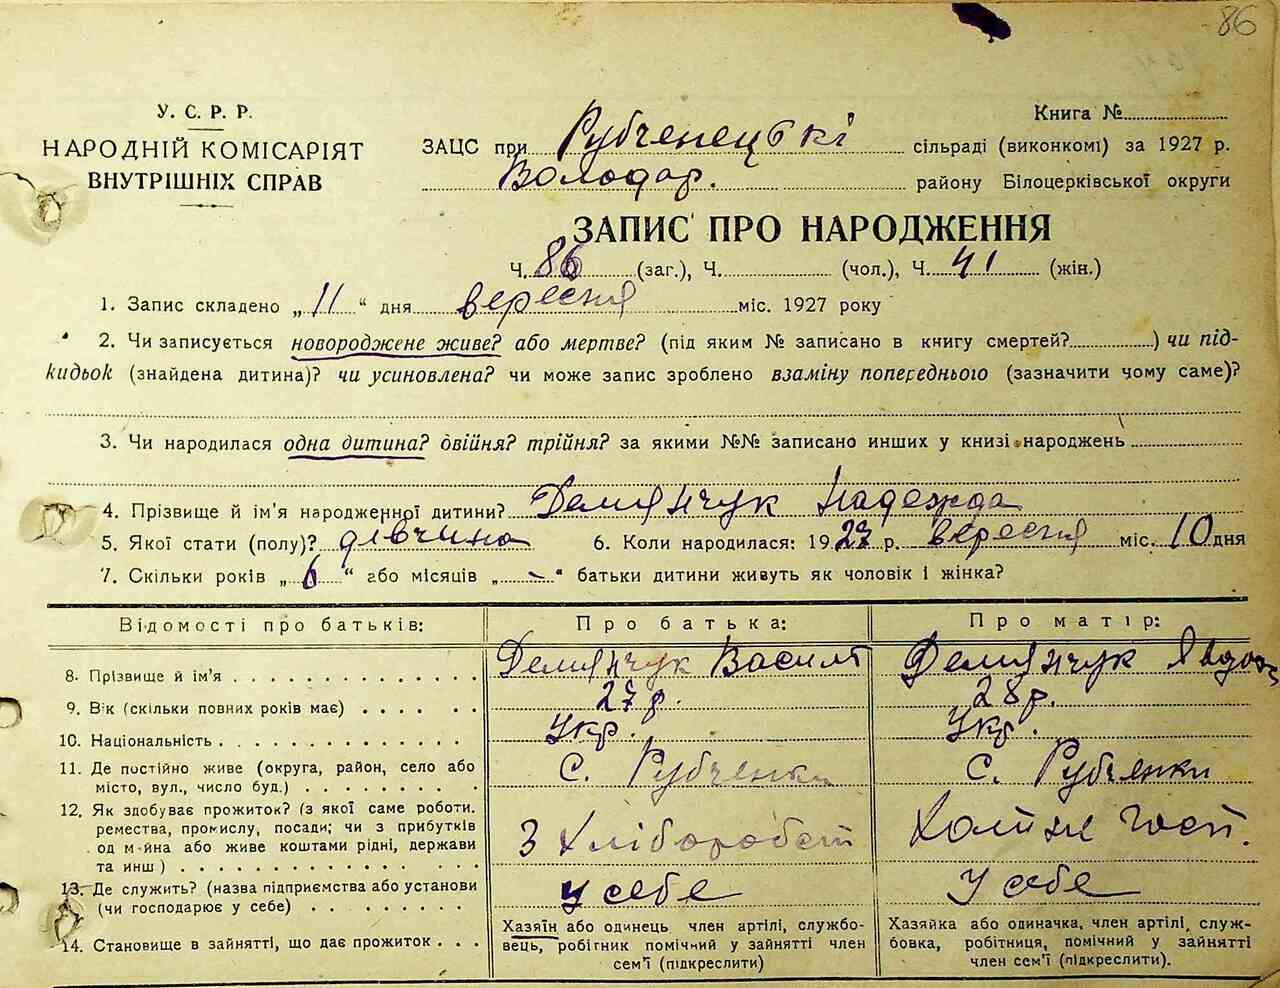 86
У. С. Р. Р.
НАРОДНІЙ КОМІСАРІЯТ
ВНУТРІШНІХ СПРАВ
Книга №
ЗАЦС при Рубченецькі сільраді (виконкомі) за 1927 р.
Володар. району Білоцерківської округи
ЗАПИС ПРО НАРОДЖЕННЯ
Ч. 86 (заг.), Ч. (чол.), Ч. 41 (жін.)
1. Запис складено „ 11 “ дня вересня міс. 1927 року
2. Чи записується новороджене живе? або мертве? (під яким № записано в книгу смертей? ) чи під-
кидьок (знайдена дитина)? чи усиновлена? чи може запис зроблено взаміну попереднього (зазначити чому саме)?
3. Чи народилася одна дитина? двійня? трійня? за якими №№ записано инших у книзі народжень
4. Прізвище й ім’я народженної дитини? Демянчук Надежда
5. Якої стати (полу)? дівчина 6. Коли народилася: 1927 р. вересня міс. 10 дня
7. Скільки років „ 6 “ або місяців „ - “ батьки дитини живуть як чоловік і жінка?
Відомості про батьків: Про батька: Про матір:
8. Прізвище й ім’я Демянчук Василь Демянчук
9. Вік (скільки повних років має) 27 р. 28 р.
10. Національність Укр. Укр.
11. Де постійно живе (округа, район, село або
місто, вул., число буд.) С. Рубченки С. Рубченки
12. Як здобуває прожиток? (з якої саме роботи.
ремества, промислу, посади; чи з прибутків
од майна або живе коштами рідні, держави
та инш) З Хліборобст Хатнє Госп.
13. Де служить? (назва підприємства або установи
(чи господарює у себе) У себе У себе
14. Становище в зайнятті, що дає прожиток
Хазяїн або одинець член артілі, службо-
вець, робітник помічний у зайнятті член
сем’ї (підкреслити)
Хазяйка або одиначка, член артілі, служ-
бовка, робітниця, помічний у зайнятті
член сем’ї (підкреслити).